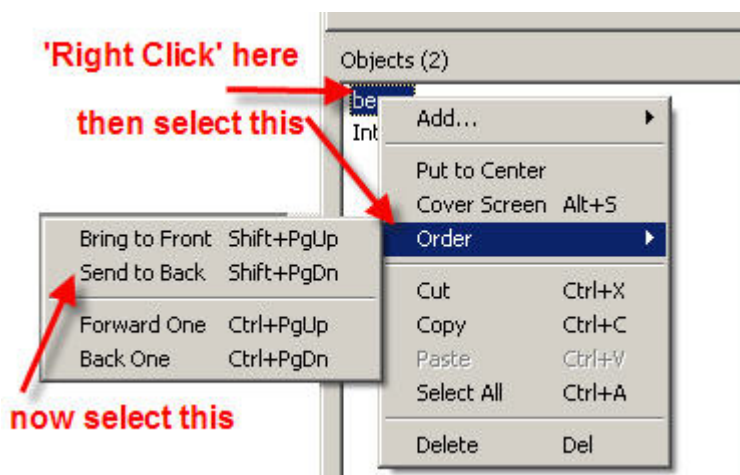 'Right Click' here
Objects (2)
be
then select this
Int
Add...
Put to Center
Cover Screen Alt+S
Order
Bring to Front Shift+PgUp
Send to Back Shift+PgDn
Forward One Ctrl+PgUp
Back One Ctrl+PgDn
Cut Ctrl+X
Copy Ctrl+C
Paste Ctrl+V
Select All Ctrl+A
Delete Del
now select this